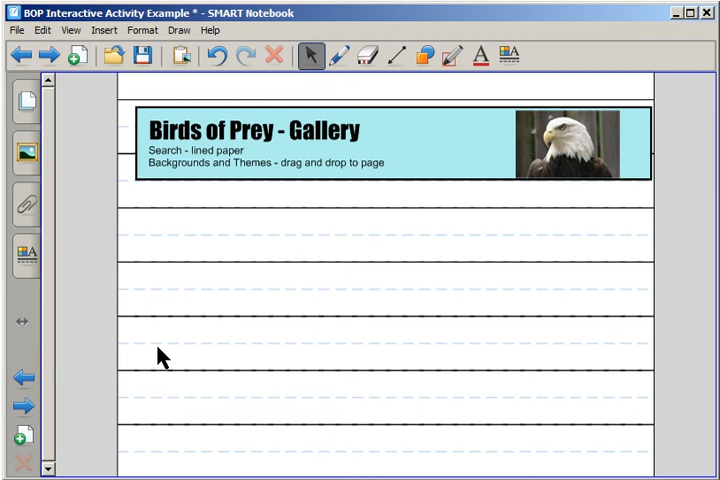 BOP Interactive Activity Example * - SMART Notebook
File Edit View Insert Format Draw Help
Birds of Prey - Gallery
Search - lined paper
Backgrounds and Themes - drag and drop to page